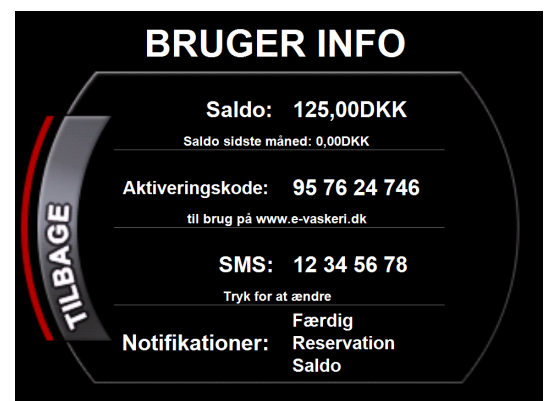 BRUGER INFO
Saldo: 125,00DKK
Saldo sidste måned: 0,00DKK
Aktiveringskode: 95 76 24 746
til brug på www.e-vaskeri.dk
SMS: 12 34 56 78
Tryk for at ændre
Notifikationer: Færdig
Reservation
Saldo
TILBAGE